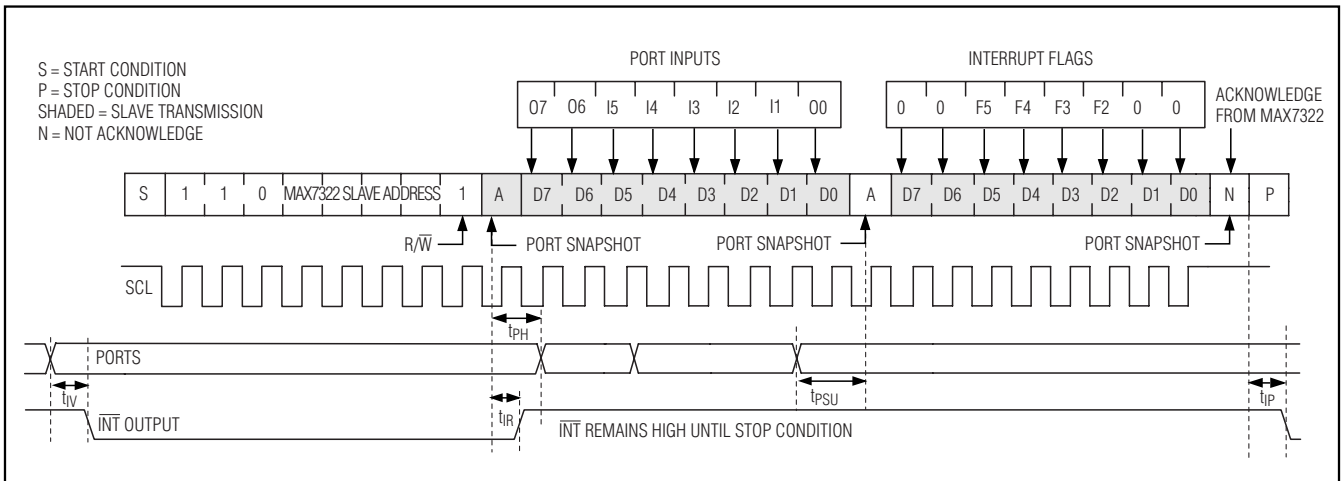 S = START CONDITION
P = STOP CONDITION
SHADED = SLAVE TRANSMISSION
N = NOT ACKNOWLEDGE
PORT INPUTS
INTERRUPT FLAGS
O7 O6 I5 I4 I3 I2 I1 O0
0 0 F5 F4 F3 F2 0 0
ACKNOWLEDGE
FROM MAX7322
S 1 1 0 MAX7322 SLAVE ADDRESS 1 A D7 D6 D5 D4 D3 D2 D1 D0 A D7 D6 D5 D4 D3 D2 D1 D0 N P
R/W̅ PORT SNAPSHOT PORT SNAPSHOT PORT SNAPSHOT
SCL
tPH
PORTS
tIV tIR tPSU tIP
I̅N̅T̅ OUTPUT
I̅N̅T̅ REMAINS HIGH UNTIL STOP CONDITION